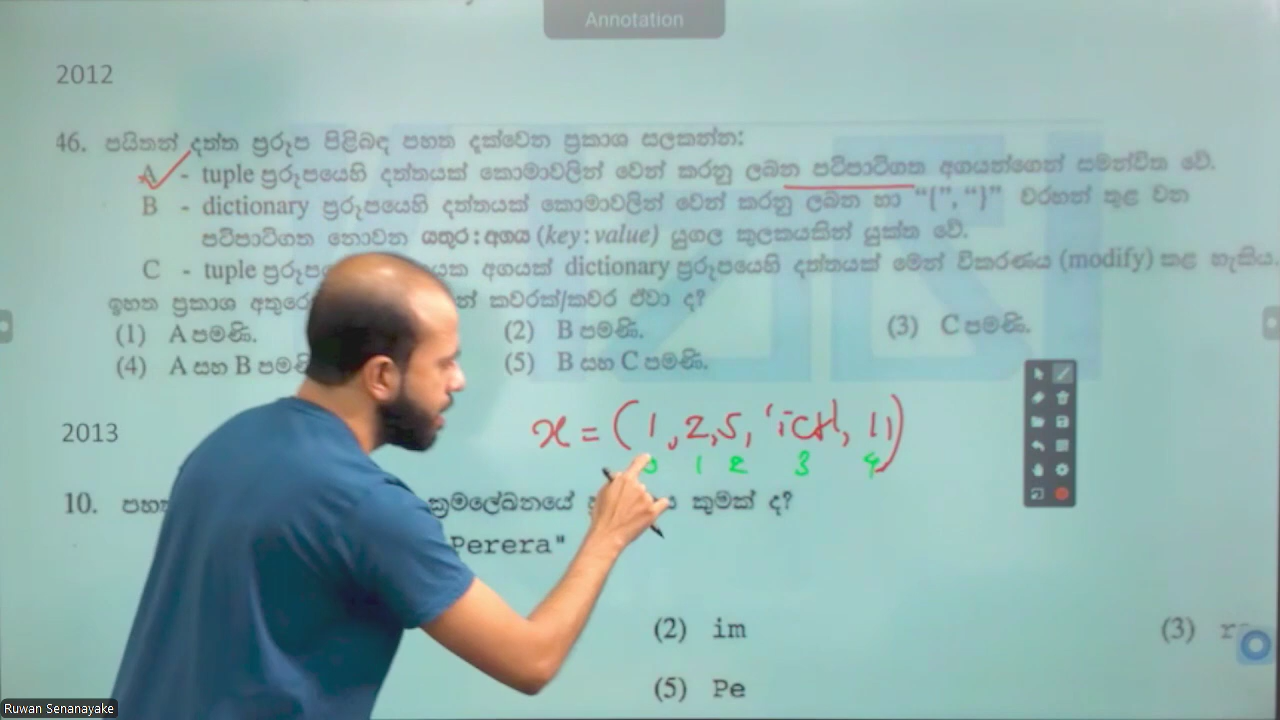 Annotation
2012
46. පයිතන් දත්ත ප්‍රරූප පිළිබඳ පහත දක්වෙන ප්‍රකාශ සලකන්න:
A - tuple ප්‍රරූපයෙහි දත්තයක් කොමාවලින් වෙන් කරනු ලබන පටිපාටිගත අගයන්ගෙන් සමන්විත වේ.
B - dictionary ප්‍රරූපයෙහි දත්තයක් කොමාවලින් වෙන් කරනු ලබන හා “{”, “}” වරහන් තුළ වන
පටිපාටිගත නොවන යතුර : අගය (key : value) යුගල කුලකයකින් යුක්ත වේ.
C - tuple අගයක් dictionary ප්‍රරූපයෙහි දත්තයක් මෙන් විකරණය (modify) කළ හැකිය.
ඉහත ප්‍රකාශ කවරක්/කවර ඒවා ද?
(1) A පමණි. (2) B පමණි. (3) C පමණි.
(4) A සහ B (5) B සහ C පමණි.
x = (1, 2, 5, 'ict', 11)
0 1 2 3 4
2013
10. ක්‍රමලේඛනයේ කුමක් ද?
Perera"
(2) im (3)
(5) Pe
Ruwan Senanayake